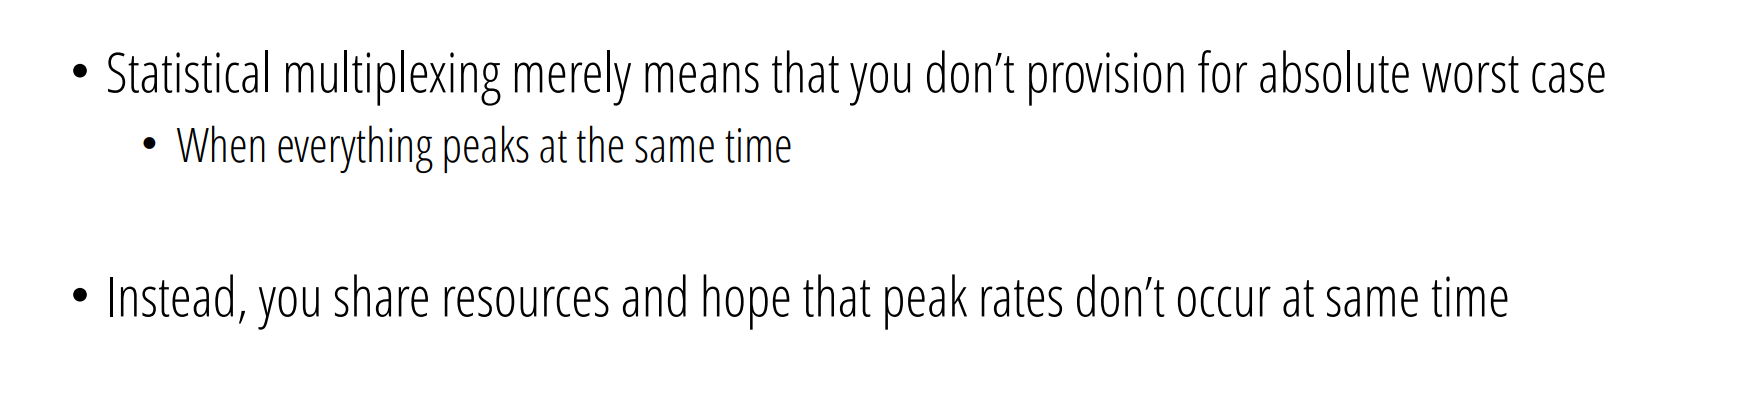 • Statistical multiplexing merely means that you don’t provision for absolute worst case
• When everything peaks at the same time
• Instead, you share resources and hope that peak rates don’t occur at same time